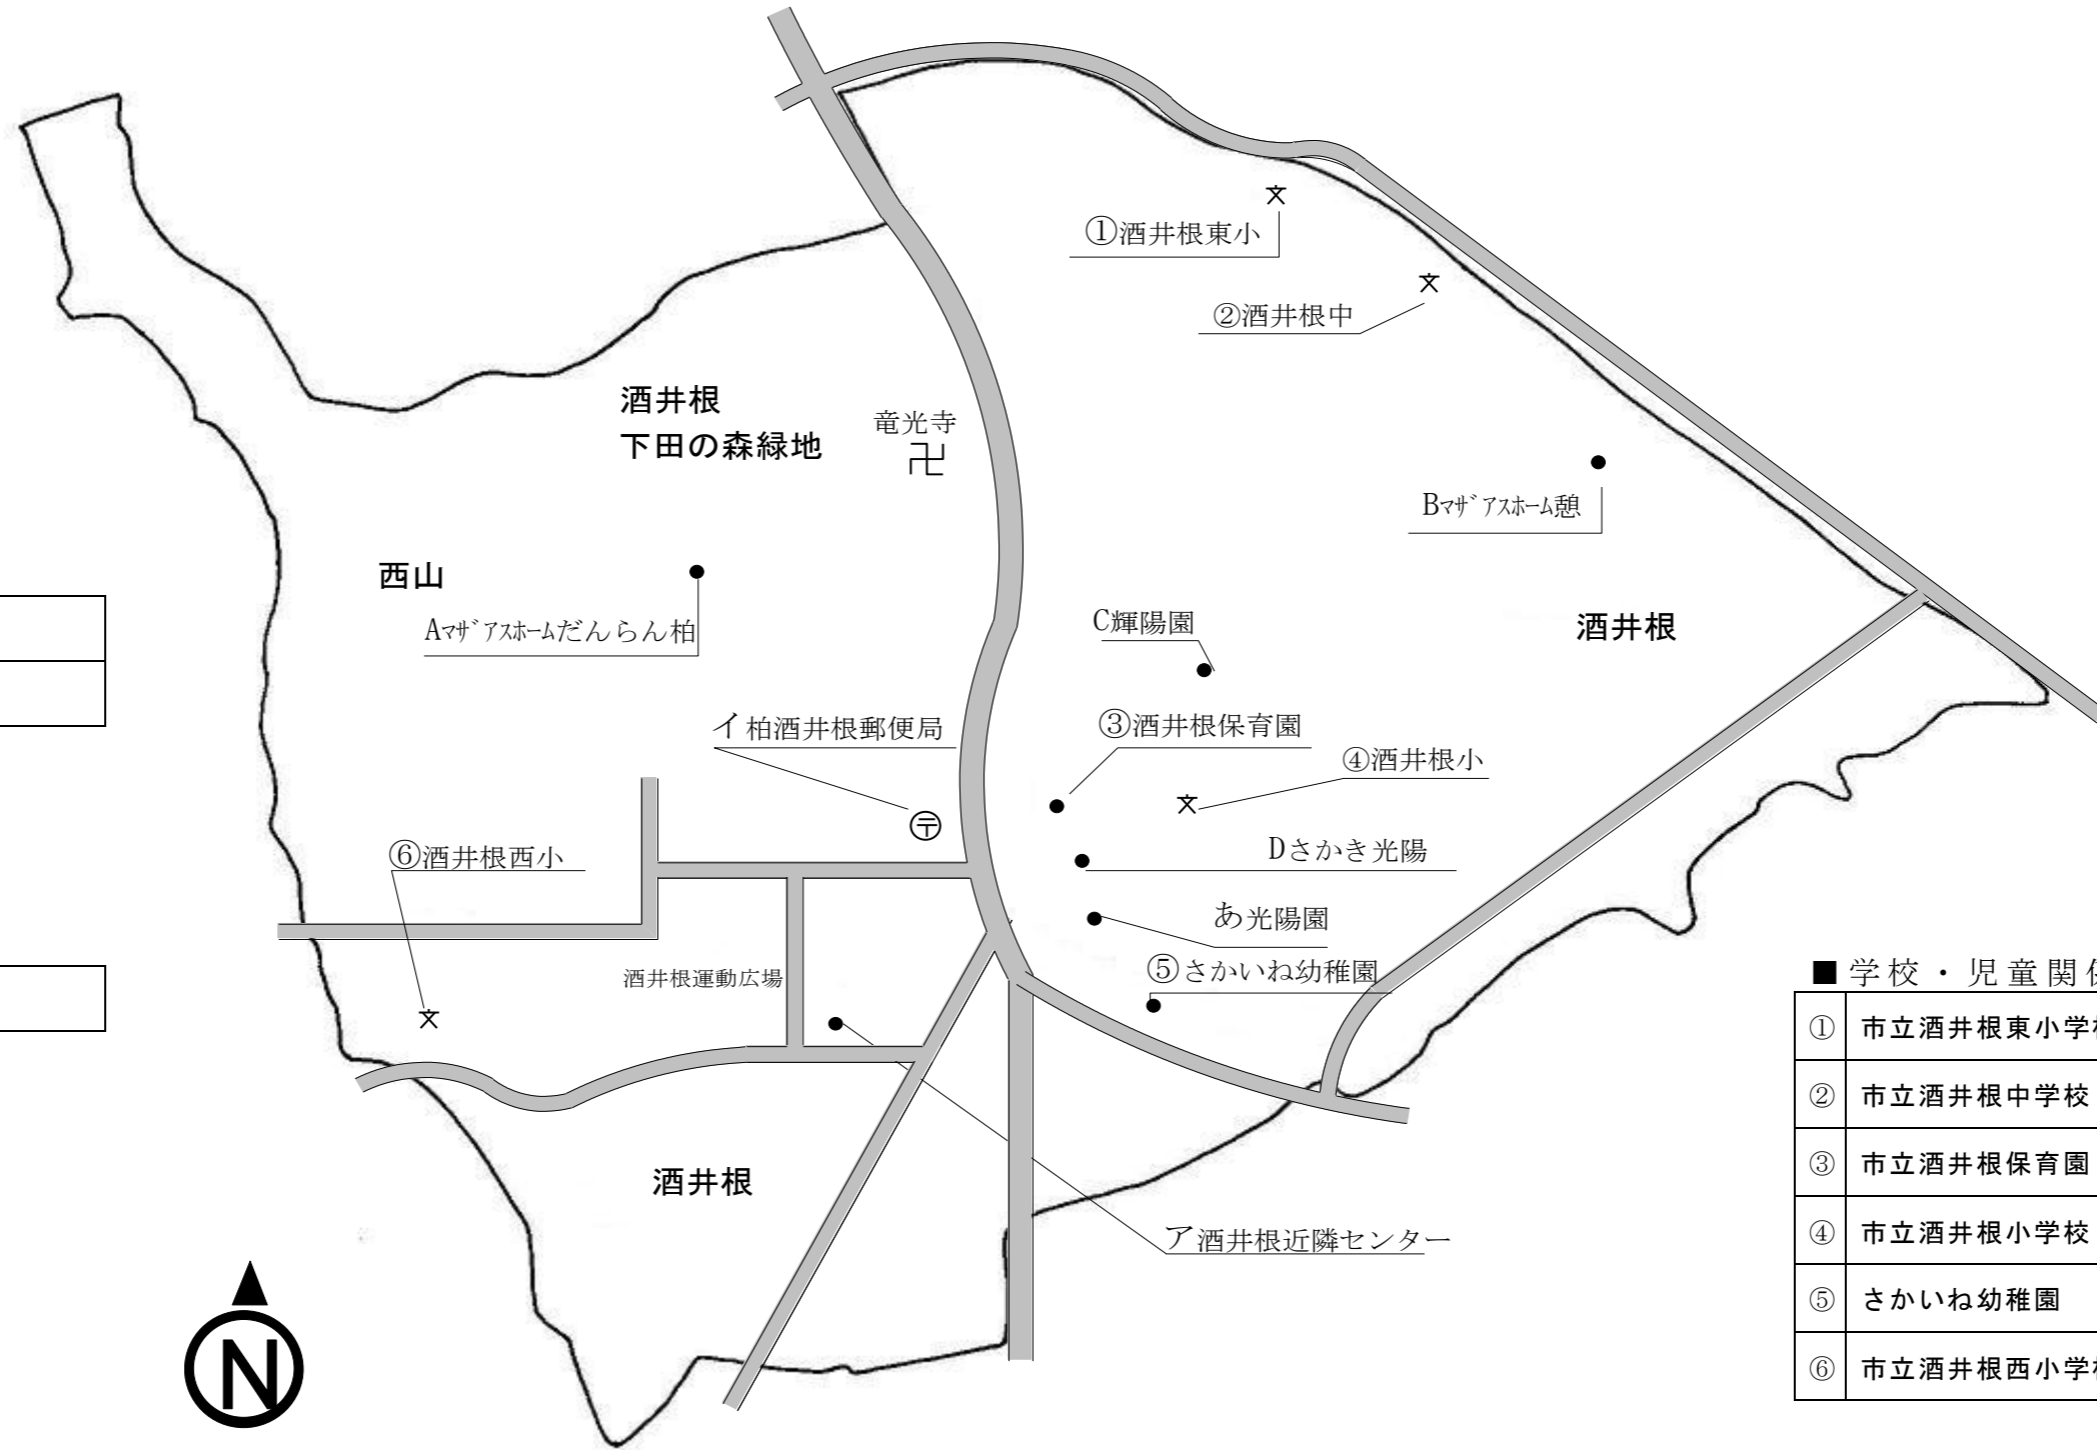 ①酒井根東小
②酒井根中
酒井根
下田の森緑地
竜光寺
卍
Bマザアスホーム憩
西山
Aマザアスホームだんらん柏
C輝陽園
酒井根
イ柏酒井根郵便局
③酒井根保育園
④酒井根小
〒
⑥酒井根西小
Dさかき光陽
あ光陽園
酒井根運動広場
⑤さかいね幼稚園
文
文
文
文
■学校・児童関係
① 市立酒井根東小学校
② 市立酒井根中学校
③ 市立酒井根保育園
④ 市立酒井根小学校
⑤ さかいね幼稚園
⑥ 市立酒井根西小学校
酒井根
ア酒井根近隣センター
N